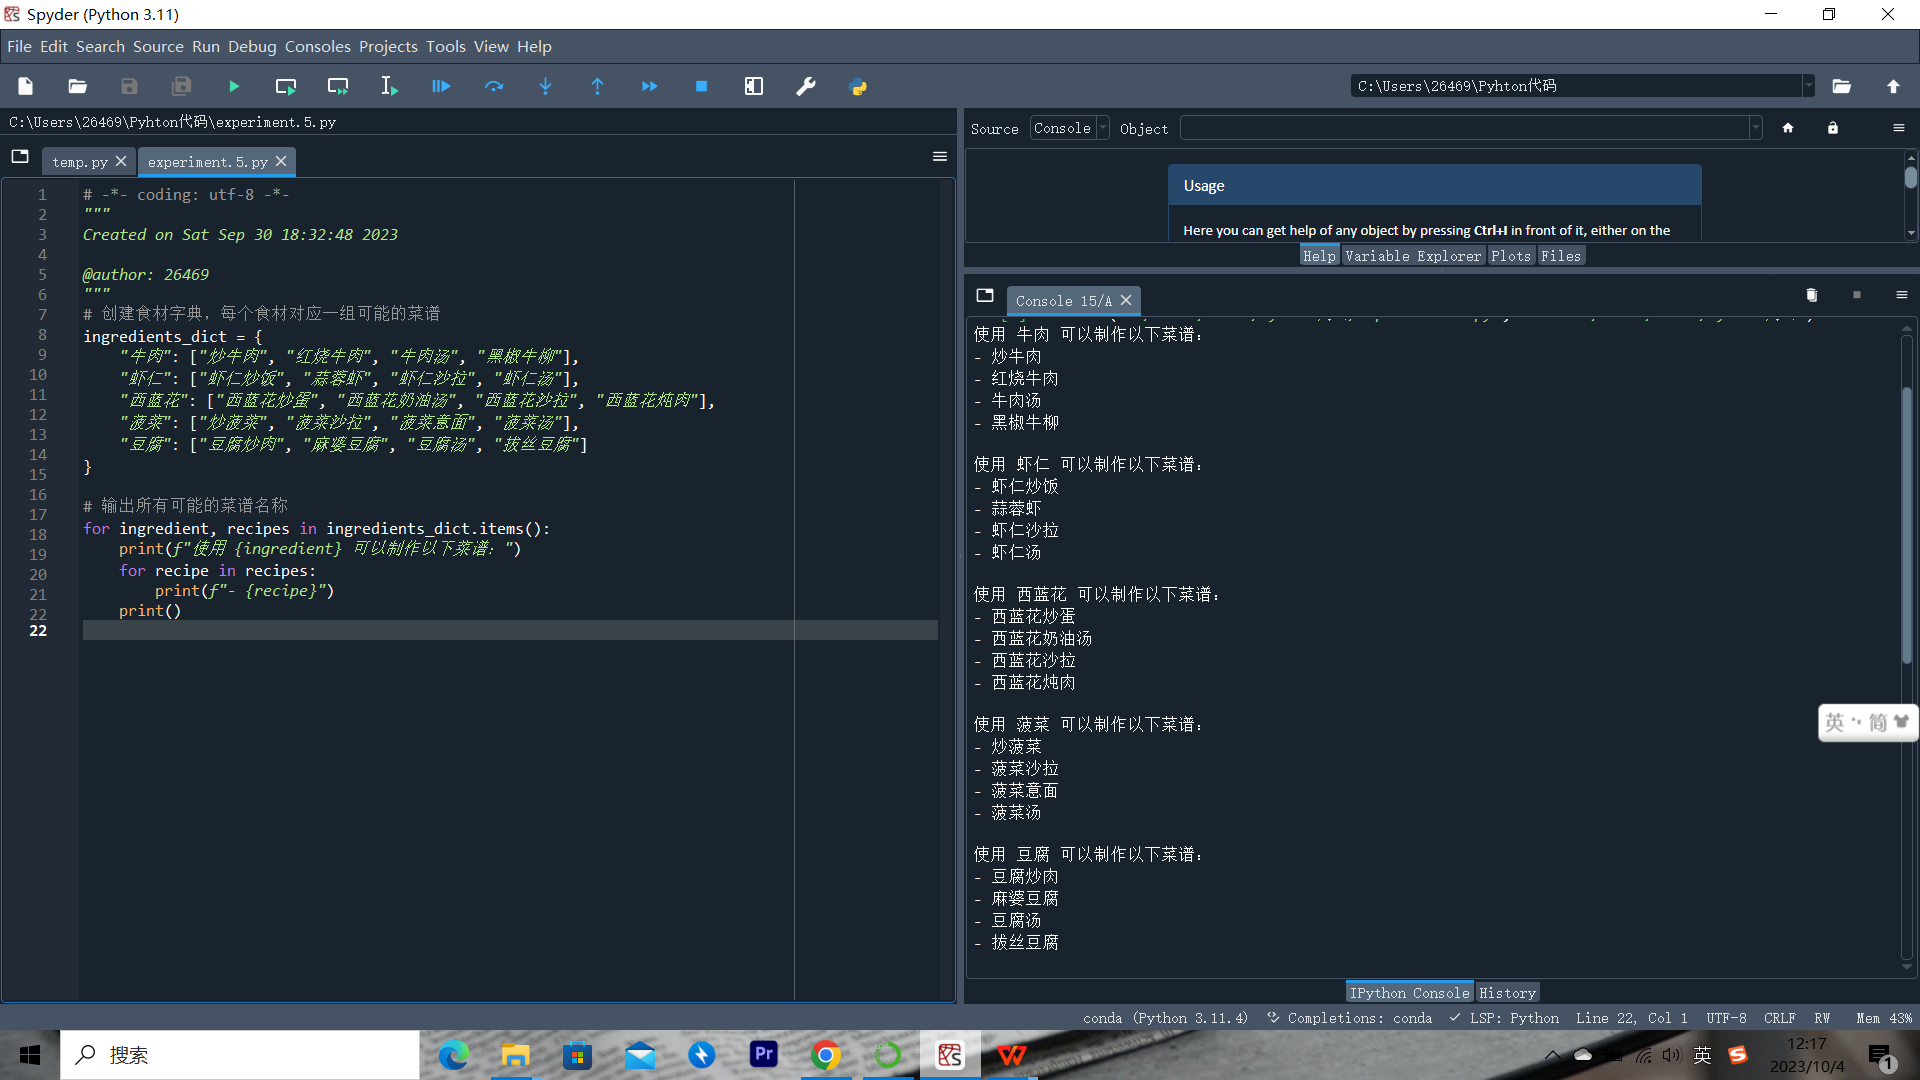 Spyder (Python 3.11)
File Edit Search Source Run Debug Consoles Projects Tools View Help
C:\Users\26469\Pyhton代码
C:\Users\26469\Pyhton代码\experiment.5.py
temp.py
experiment.5.py
1 # -*- coding: utf-8 -*-
2 """
3 Created on Sat Sep 30 18:32:48 2023
4
5 @author: 26469
6 """
7 # 创建食材字典，每个食材对应一组可能的菜谱
8 ingredients_dict = {
9 "牛肉": ["炒牛肉", "红烧牛肉", "牛肉汤", "黑椒牛柳"],
10 "虾仁": ["虾仁炒饭", "蒜蓉虾", "虾仁沙拉", "虾仁汤"],
11 "西蓝花": ["西蓝花炒蛋", "西蓝花奶油汤", "西蓝花沙拉", "西蓝花炖肉"],
12 "菠菜": ["炒菠菜", "菠菜沙拉", "菠菜意面", "菠菜汤"],
13 "豆腐": ["豆腐炒肉", "麻婆豆腐", "豆腐汤", "拔丝豆腐"]
14 }
15
16 # 输出所有可能的菜谱名称
17 for ingredient, recipes in ingredients_dict.items():
18 print(f"使用 {ingredient} 可以制作以下菜谱：")
19 for recipe in recipes:
20 print(f"- {recipe}")
21 print()
22
22
Source Console Object
Usage
Here you can get help of any object by pressing Ctrl+I in front of it, either on the
Help Variable Explorer Plots Files
Console 15/A
使用 牛肉 可以制作以下菜谱：
- 炒牛肉
- 红烧牛肉
- 牛肉汤
- 黑椒牛柳
使用 虾仁 可以制作以下菜谱：
- 虾仁炒饭
- 蒜蓉虾
- 虾仁沙拉
- 虾仁汤
使用 西蓝花 可以制作以下菜谱：
- 西蓝花炒蛋
- 西蓝花奶油汤
- 西蓝花沙拉
- 西蓝花炖肉
使用 菠菜 可以制作以下菜谱：
- 炒菠菜
- 菠菜沙拉
- 菠菜意面
- 菠菜汤
使用 豆腐 可以制作以下菜谱：
- 豆腐炒肉
- 麻婆豆腐
- 豆腐汤
- 拔丝豆腐
英 简
IPython Console History
conda (Python 3.11.4) Completions: conda LSP: Python Line 22, Col 1 UTF-8 CRLF RW Mem 43%
搜索
Pr
英
12:17
2023/10/4
1